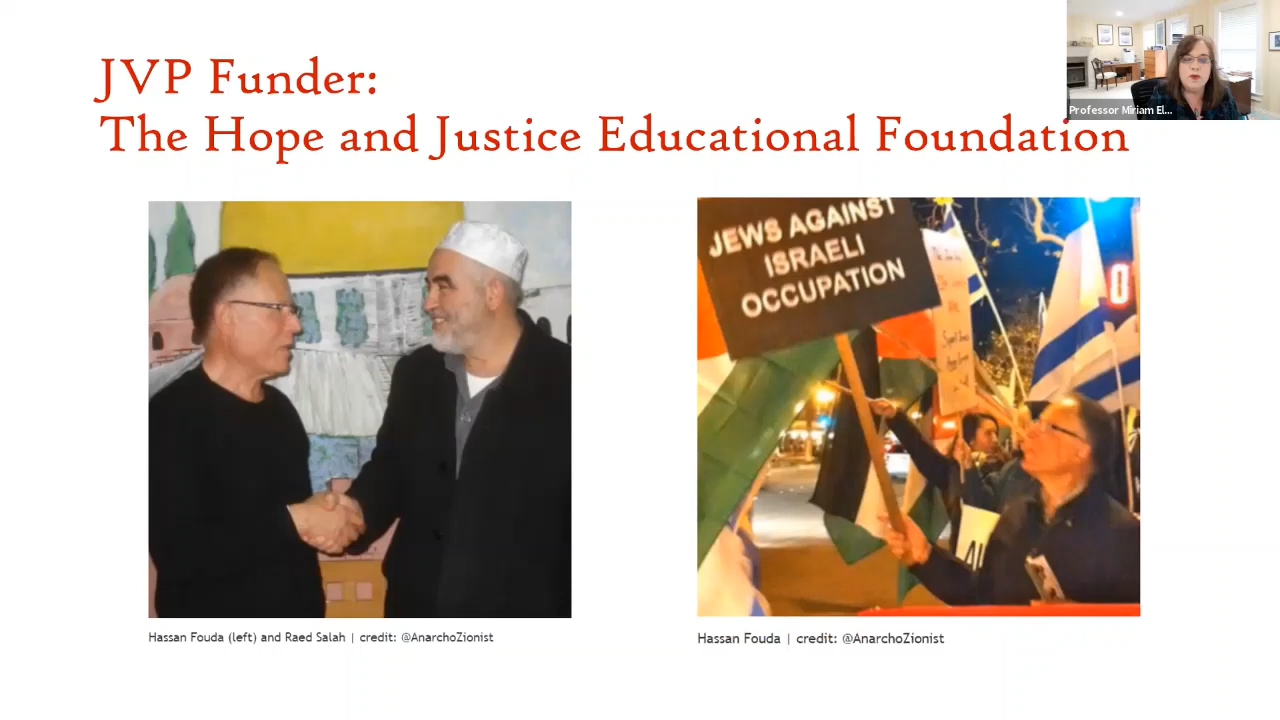 JVP Funder:
The Hope and Justice Educational Foundation
Professor Miriam El...
JEWS AGAINST
ISRAELI
OCCUPATION
Hassan Fouda (left) and Raed Salah | credit: @AnarchoZionist
Hassan Fouda | credit: @AnarchoZionist